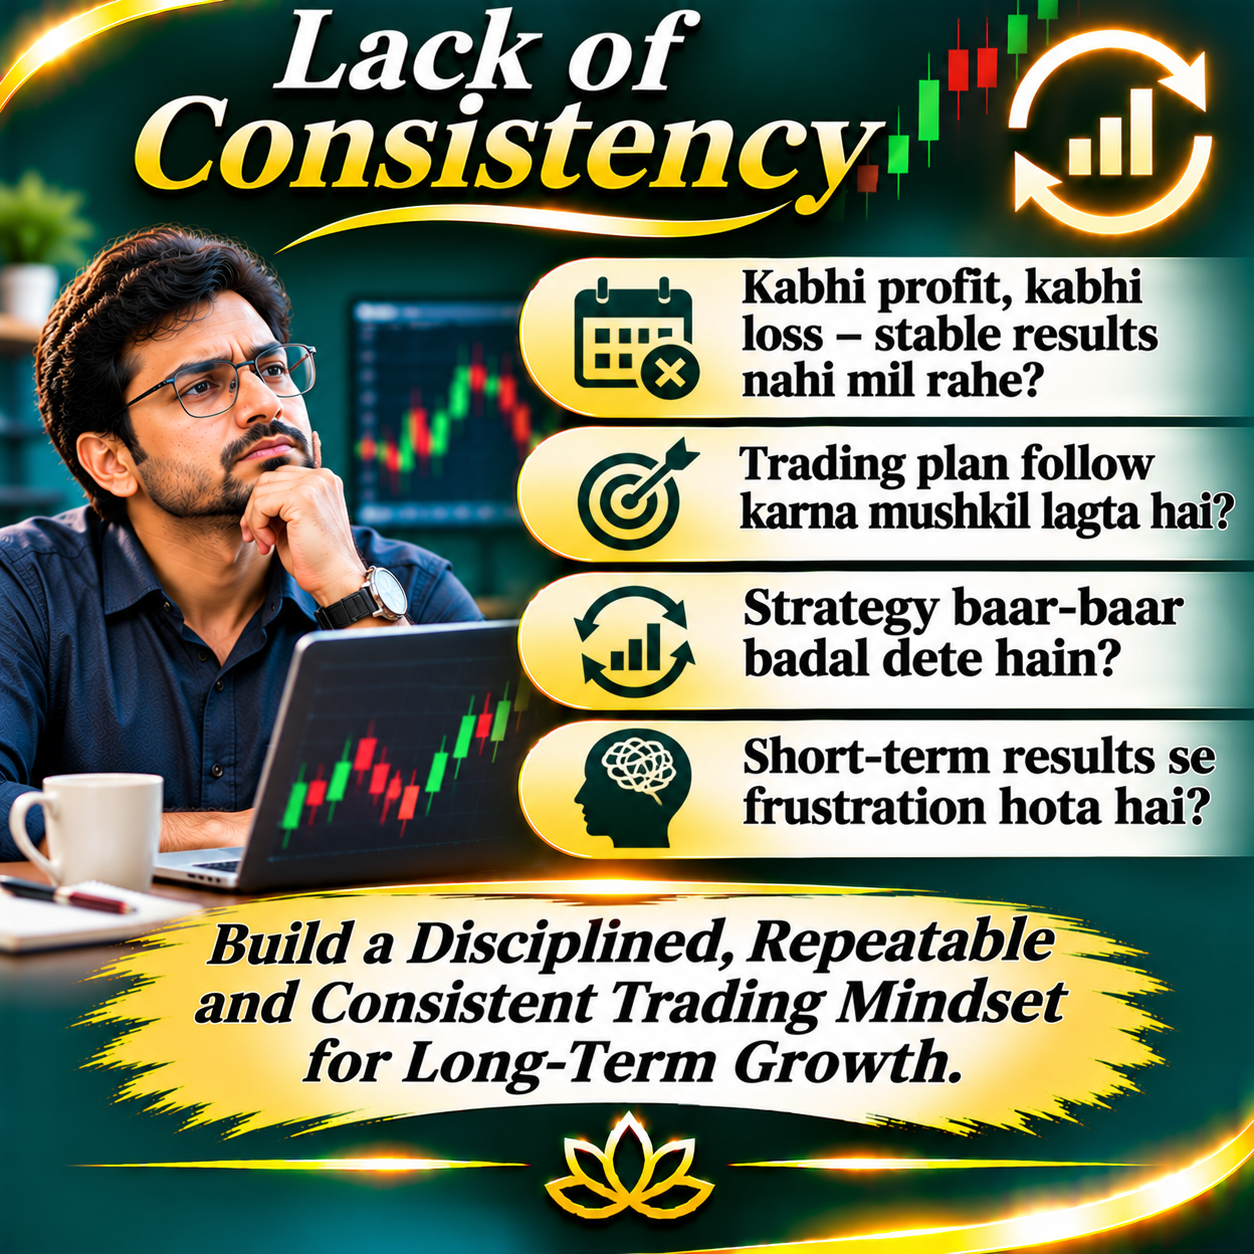 Lack of
Consistency
Kabhi profit, kabhi
loss – stable results
nahi mil rahe?
Trading plan follow
karna mushkil lagta hai?
Strategy baar-baar
badal dete hain?
Short-term results se
frustration hota hai?
Build a Disciplined, Repeatable
and Consistent Trading Mindset
for Long-Term Growth.